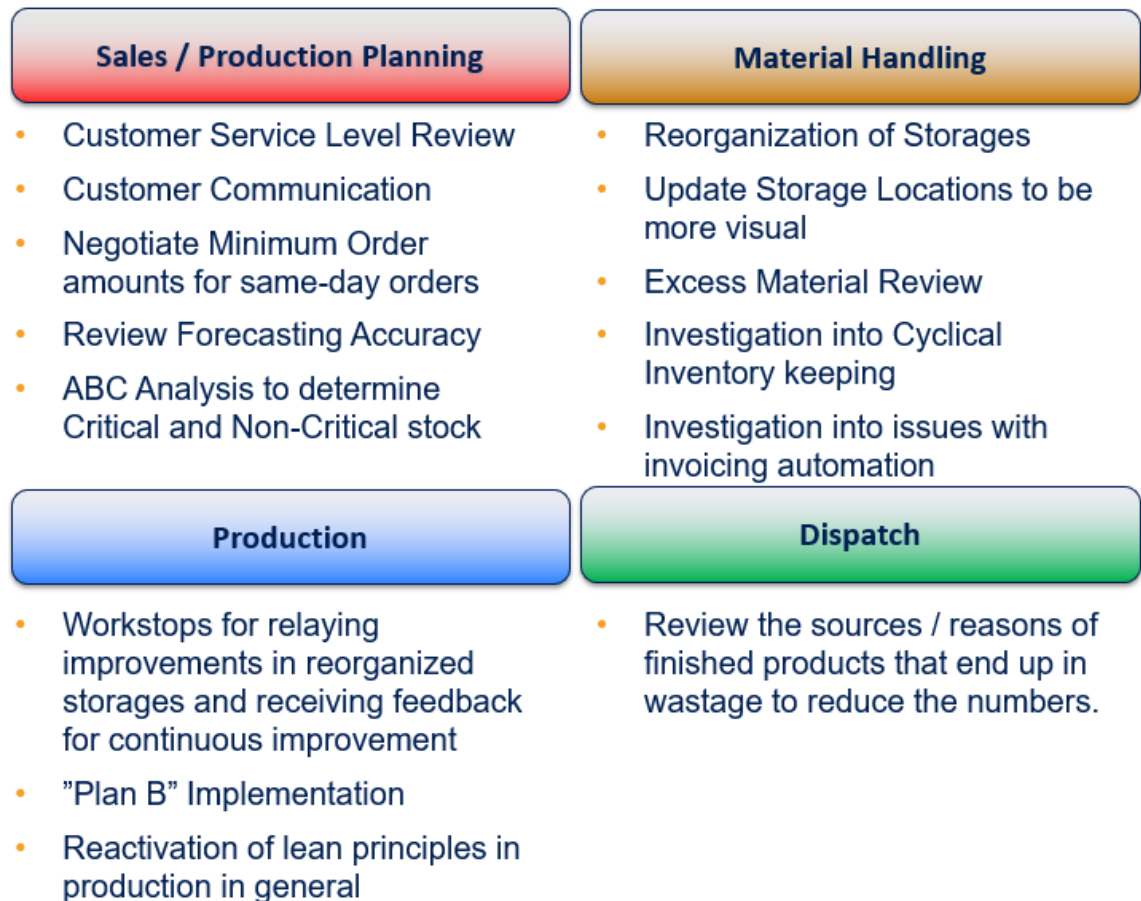 Sales / Production Planning
• Customer Service Level Review
• Customer Communication
• Negotiate Minimum Order
amounts for same-day orders
• Review Forecasting Accuracy
• ABC Analysis to determine
Critical and Non-Critical stock
Material Handling
• Reorganization of Storages
• Update Storage Locations to be
more visual
• Excess Material Review
• Investigation into Cyclical
Inventory keeping
• Investigation into issues with
invoicing automation
Production
• Workstops for relaying
improvements in reorganized
storages and receiving feedback
for continuous improvement
• ”Plan B” Implementation
• Reactivation of lean principles in
production in general
Dispatch
• Review the sources / reasons of
finished products that end up in
wastage to reduce the numbers.